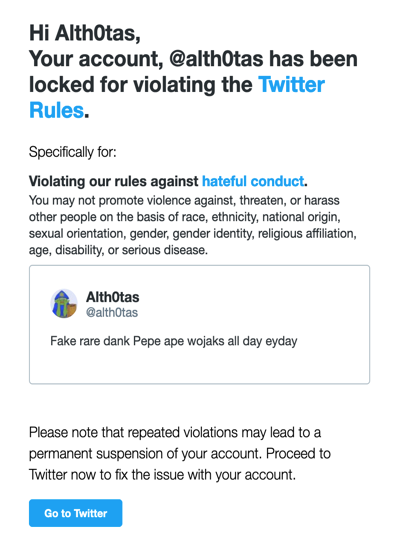 Hi Alth0tas,
Your account, @alth0tas has been
locked for violating the Twitter
Rules.
Specifically for:
Violating our rules against hateful conduct.
You may not promote violence against, threaten, or harass
other people on the basis of race, ethnicity, national origin,
sexual orientation, gender, gender identity, religious affiliation,
age, disability, or serious disease.
Alth0tas
@alth0tas
Fake rare dank Pepe ape wojaks all day eyday
Please note that repeated violations may lead to a
permanent suspension of your account. Proceed to
Twitter now to fix the issue with your account.
Go to Twitter